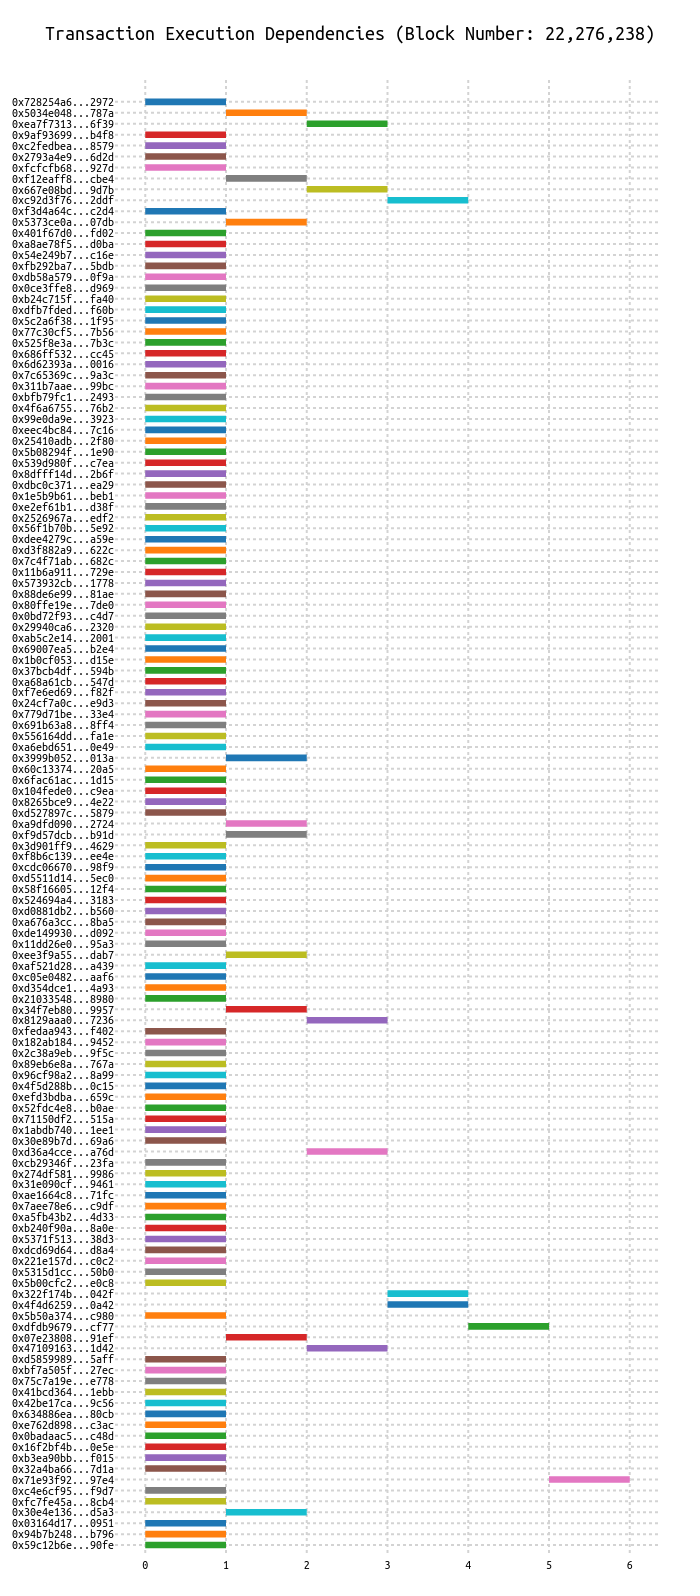 Transaction Execution Dependencies (Block Number: 22,276,238)
0x728254a6...2972
0x5034e048...787a
0xea7f7313...6f39
0x9af93699...b4f8
0xc2fedbea...8579
0x2793a4e9...6d2d
0xfcfcfb68...927d
0xf12eaff8...cbe4
0x667e08bd...9d7b
0xc92d3f76...2ddf
0xf3d4a64c...c2d4
0x5373ce0a...07db
0x401f67d0...fd02
0xa8ae78f5...d0ba
0x54e249b7...c16e
0xfb292ba7...5bdb
0xdb58a579...0f9a
0x0ce3ffe8...d969
0xb24c715f...fa40
0xdfb7fded...f60b
0x5c2a6f38...1f95
0x77c30cf5...7b56
0x525f8e3a...7b3c
0x686ff532...cc45
0x6d62393a...0016
0x7c65369c...9a3c
0x311b7aae...99bc
0xbfb79fc1...2493
0x4f6a6755...76b2
0x99e0da9e...3923
0xeec4bc84...7c16
0x25410adb...2f80
0x5b08294f...1e90
0x539d980f...c7ea
0x8dfff14d...2b6f
0xdbc0c371...ea29
0x1e5b9b61...beb1
0xe2ef61b1...d38f
0x2526967a...edf2
0x56f1b70b...5e92
0xdee4279c...a59e
0xd3f882a9...622c
0x7c4f71ab...682c
0x11b6a911...729e
0x573932cb...1778
0x88de6e99...81ae
0x80ffe19e...7de0
0x0bd72f93...c4d7
0x29940ca6...2320
0xab5c2e14...2001
0x69007ea5...b2e4
0x1b0cf053...d15e
0x37bcb4df...594b
0xa68a61cb...547d
0xf7e6ed69...f82f
0x24cf7a0c...e9d3
0x779d71be...33e4
0x691b63a8...8ff4
0x556164dd...fa1e
0xa6ebd651...0e49
0x3999b052...013a
0x60c13374...20a5
0x6fac61ac...1d15
0x104fede0...c9ea
0x8265bce9...4e22
0xd527897c...5879
0xa9dfd090...2724
0xf9d57dcb...b91d
0x3d901ff9...4629
0xf8b6c139...ee4e
0xcdc06670...98f9
0xd5511d14...5ec0
0x58f16605...12f4
0x524694a4...3183
0xd0881db2...b560
0xa676a3cc...8ba5
0xde149930...d092
0x11dd26e0...95a3
0xee3f9a55...dab7
0xaf521d28...a439
0xc05e0482...aaf6
0xd354dce1...4a93
0x21033548...8980
0x34f7eb80...9957
0x8129aaa0...7236
0xfedaa943...f402
0x182ab184...9452
0x2c38a9eb...9f5c
0x89eb6e8a...767a
0x96cf98a2...8a99
0x4f5d288b...0c15
0xefd3bdba...659c
0x52fdc4e8...b0ae
0x71150df2...515a
0x1abdb740...1ee1
0x30e89b7d...69a6
0xd36a4cce...a76d
0xcb29346f...23fa
0x274df581...9986
0x31e090cf...9461
0xae1664c8...71fc
0x7aee78e6...c9df
0xa5fb43b2...4d33
0xb240f90a...8a0e
0x5371f513...38d3
0xdcd69d64...d8a4
0x221e157d...c0c2
0x5315d1cc...50b0
0x5b00cfc2...e0c8
0x322f174b...042f
0x4f4d6259...0a42
0x5b50a374...c980
0xdfdb9679...cf77
0x07e23808...91ef
0x47109163...1d42
0xd5859989...5aff
0xbf7a505f...27ec
0x75c7a19e...e778
0x41bcd364...1ebb
0x42be17ca...9c56
0x634886ea...80cb
0xe762d898...c3ac
0x0badaac5...c48d
0x16f2bf4b...0e5e
0xb3ea90bb...f015
0x32a4ba66...7d1a
0x71e93f92...97e4
0xc4e6cf95...f9d7
0xfc7fe45a...8cb4
0x30e4e136...d5a3
0x03164d17...0951
0x94b7b248...b796
0x59c12b6e...90fe
0 1 2 3 4 5 6